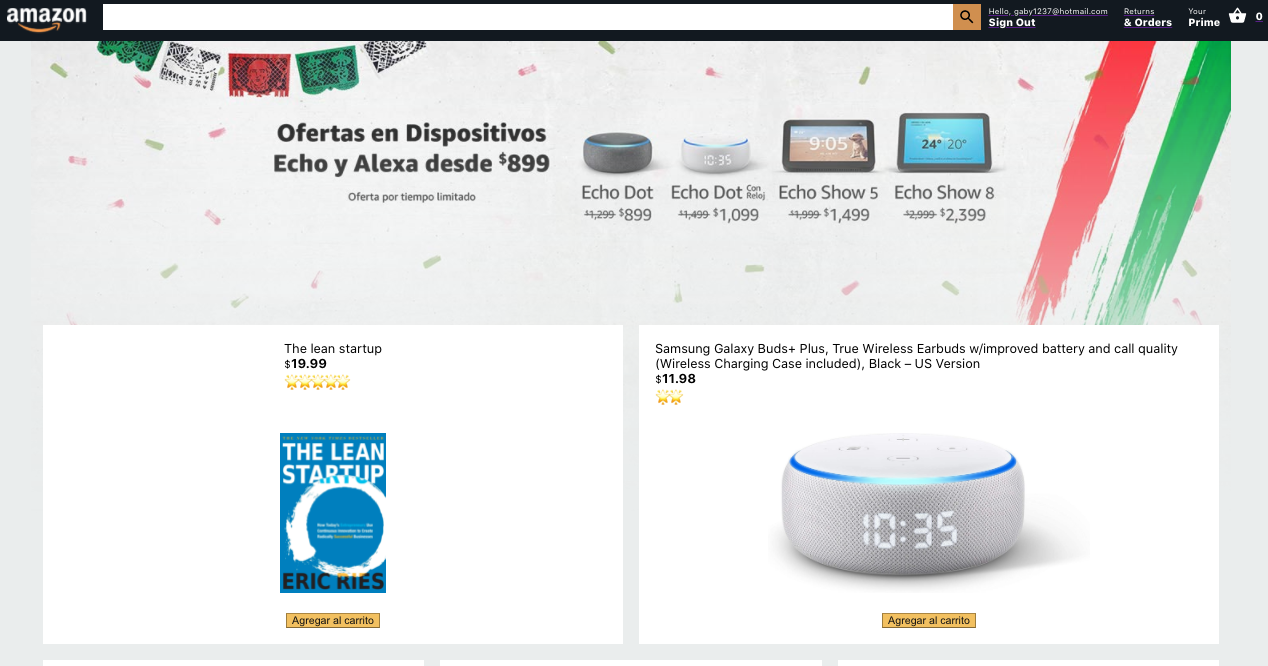 amazon
Hello, gaby1237@hotmail.com
Sign Out
Returns
& Orders
Your
Prime
0
Ofertas en Dispositivos
Echo y Alexa desde $899
Oferta por tiempo limitado
9:05
24° 20°
10:35
Echo Dot
$1,299 $899
Echo Dot Con Reloj
$1,499 $1,099
Echo Show 5
$1,999 $1,499
Echo Show 8
$2,999 $2,399
The lean startup
$19.99
THE LEAN
STARTUP
How Today's Entrepreneurs Use
Continuous Innovation to Create
Radically Successful Businesses
ERIC RIES
Agregar al carrito
Samsung Galaxy Buds+ Plus, True Wireless Earbuds w/improved battery and call quality
(Wireless Charging Case included), Black – US Version
$11.98
10:35
Agregar al carrito